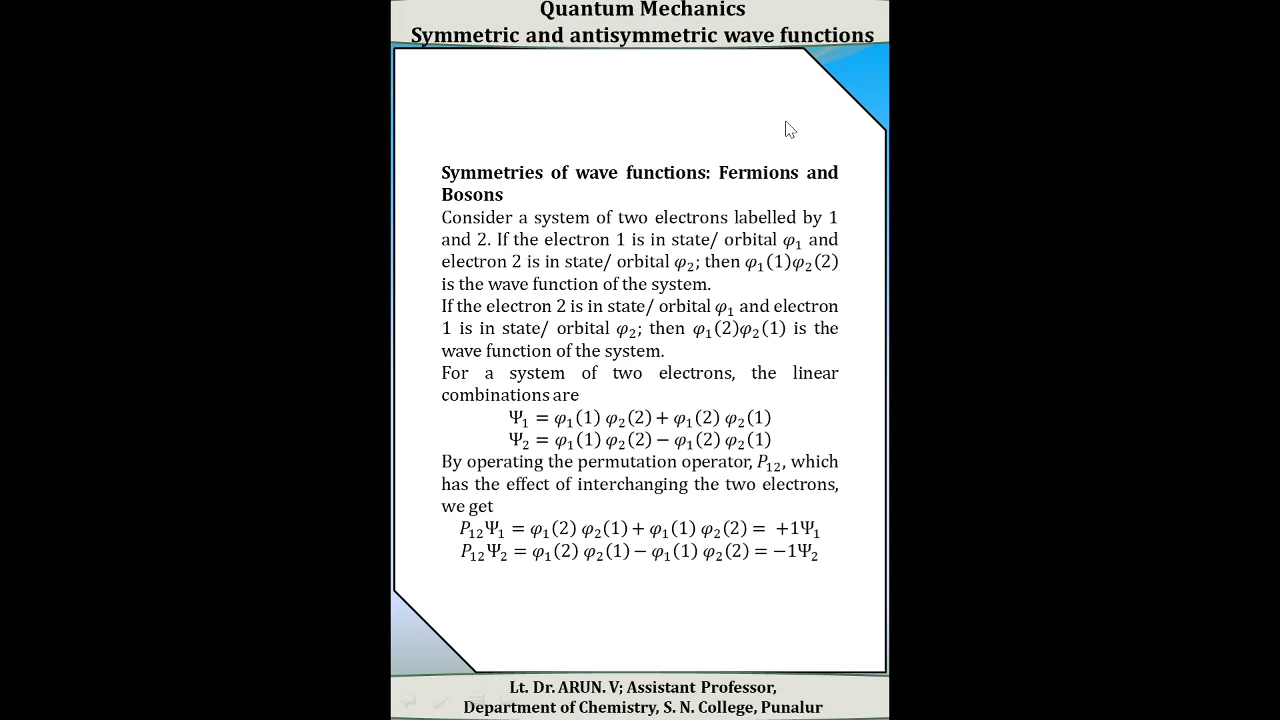 Quantum Mechanics
Symmetric and antisymmetric wave functions
Symmetries of wave functions: Fermions and
Bosons
Consider a system of two electrons labelled by 1
and 2. If the electron 1 is in state/ orbital φ₁ and
electron 2 is in state/ orbital φ₂; then φ₁(1)φ₂(2)
is the wave function of the system.
If the electron 2 is in state/ orbital φ₁ and electron
1 is in state/ orbital φ₂; then φ₁(2)φ₂(1) is the
wave function of the system.
For a system of two electrons, the linear
combinations are
Ψ₁ = φ₁(1) φ₂(2) + φ₁(2) φ₂(1)
Ψ₂ = φ₁(1) φ₂(2) − φ₁(2) φ₂(1)
By operating the permutation operator, P₁₂, which
has the effect of interchanging the two electrons,
we get
P₁₂Ψ₁ = φ₁(2) φ₂(1) + φ₁(1) φ₂(2) = +1Ψ₁
P₁₂Ψ₂ = φ₁(2) φ₂(1) − φ₁(1) φ₂(2) = −1Ψ₂
Lt. Dr. ARUN. V; Assistant Professor,
Department of Chemistry, S. N. College, Punalur